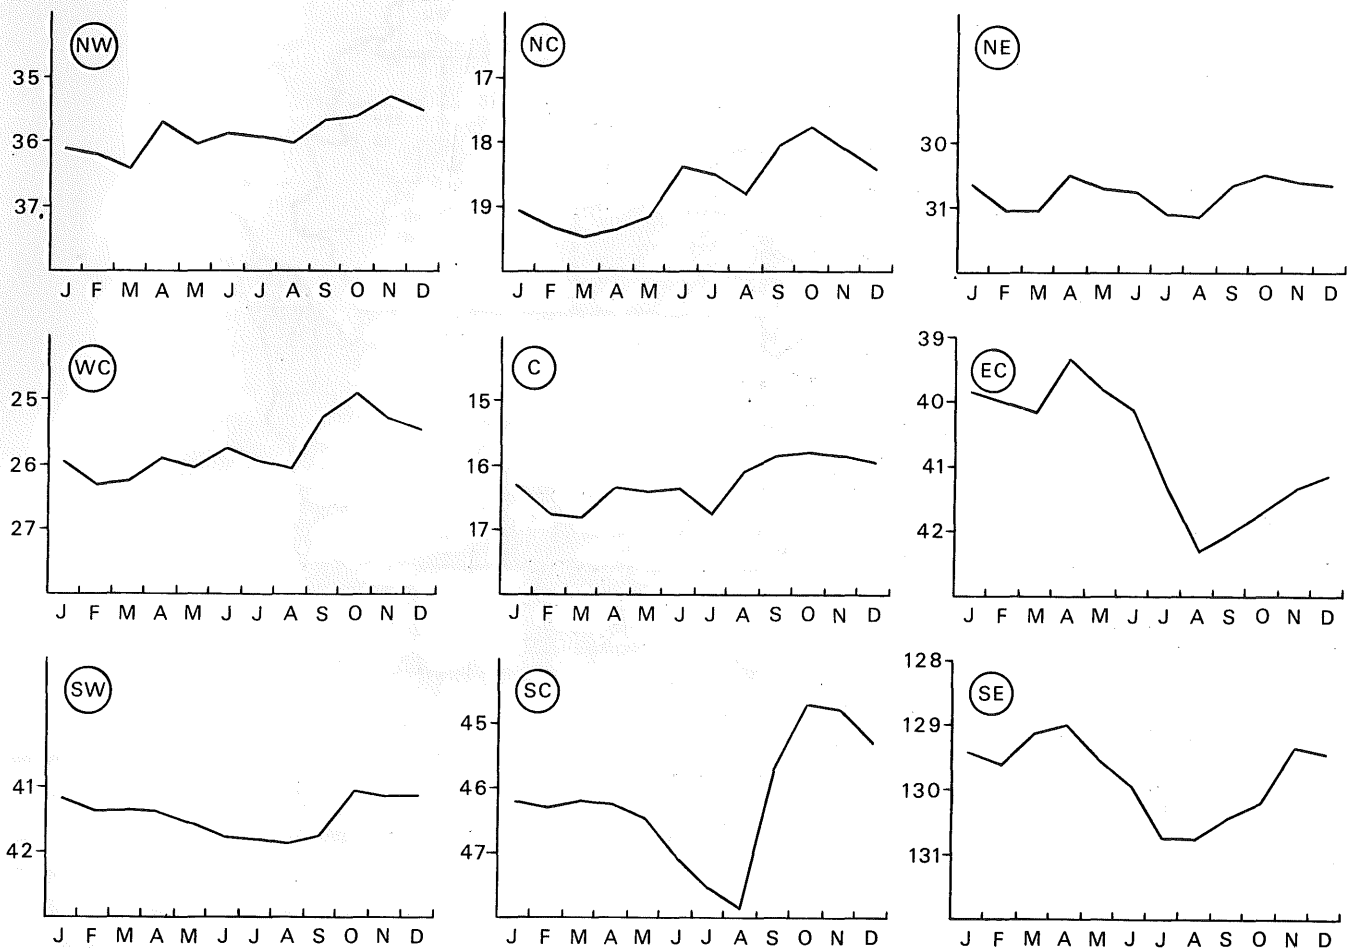 NW
35
36
37
J F M A M J J A S O N D
NC
17
18
19
J F M A M J J A S O N D
NE
30
31
J F M A M J J A S O N D
WC
25
26
27
J F M A M J J A S O N D
C
15
16
17
J F M A M J J A S O N D
EC
39
40
41
42
J F M A M J J A S O N D
SW
41
42
J F M A M J J A S O N D
SC
45
46
47
J F M A M J J A S O N D
SE
128
129
130
131
J F M A M J J A S O N D